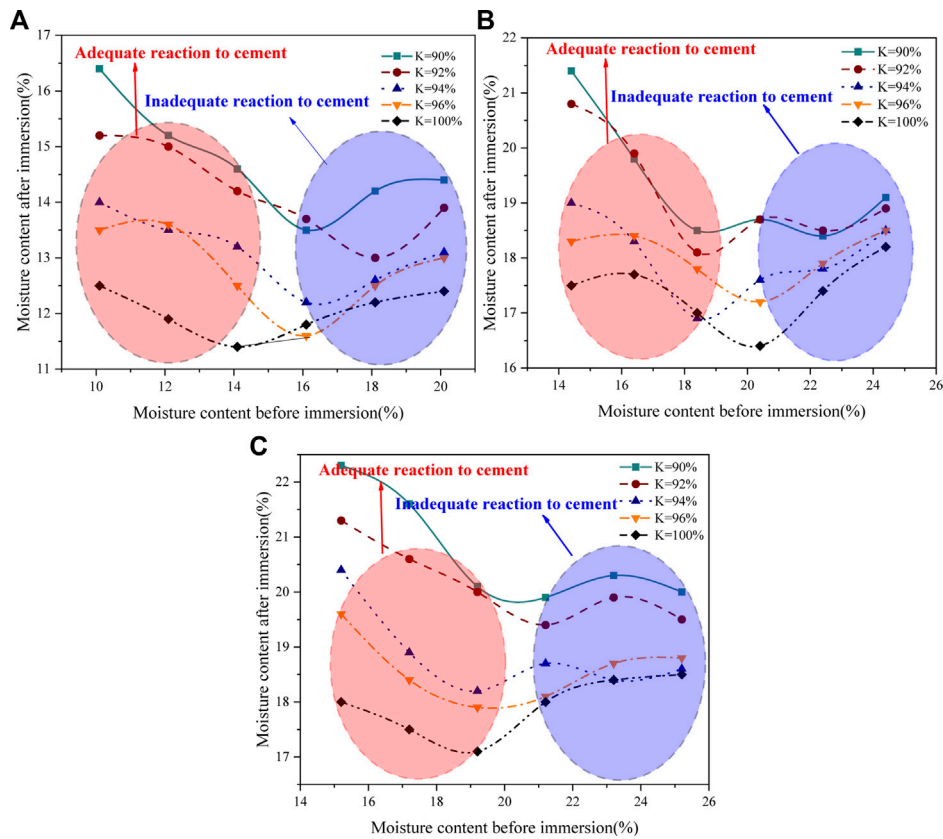 A
Adequate reaction to cement
Inadequate reaction to cement
K=90%
K=92%
K=94%
K=96%
K=100%
17
16
15
14
13
12
11
10
12
14
16
18
20
Moisture content after immersion(%)
Moisture content before immersion(%)
B
Adequate reaction to cement
Inadequate reaction to cement
K=90%
K=92%
K=94%
K=96%
K=100%
22
21
20
19
18
17
16
14
16
18
20
22
24
26
Moisture content after immersion(%)
Moisture content before immersion(%)
C
Adequate reaction to cement
Inadequate reaction to cement
K=90%
K=92%
K=94%
K=96%
K=100%
22
21
20
19
18
17
14
16
18
20
22
24
26
Moisture content after immersion(%)
Moisture content before immersion(%)